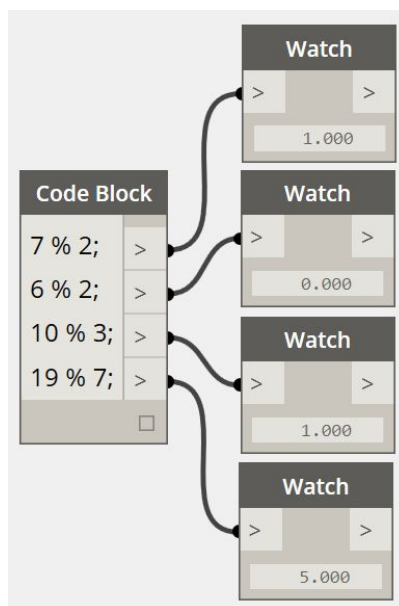 Watch
> >
1.000
Code Block
7 % 2; >
6 % 2; >
10 % 3; >
19 % 7; >
Watch
> >
0.000
Watch
> >
1.000
Watch
> >
5.000